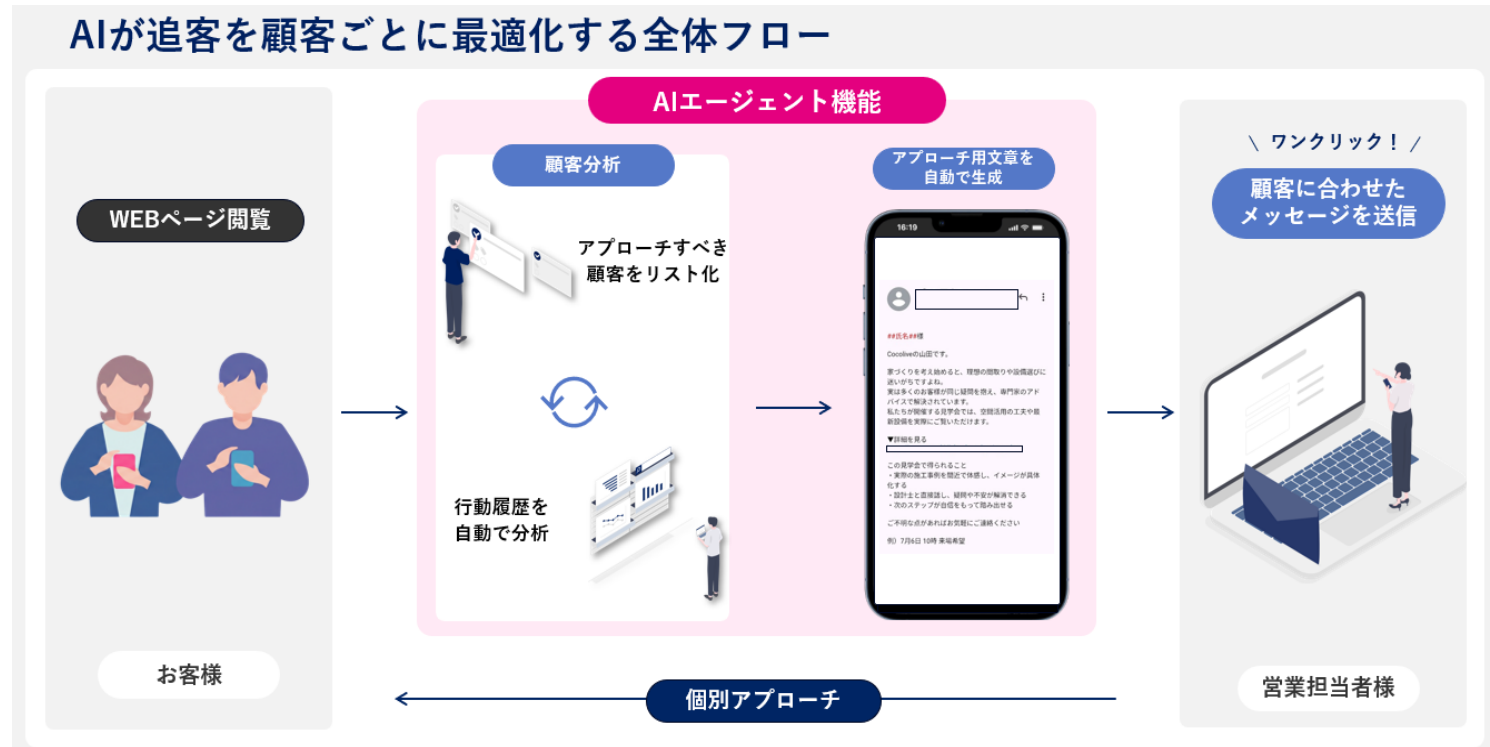 AIが追客を顧客ごとに最適化する全体フロー
WEBページ閲覧
お客様
AIエージェント機能
顧客分析
アプローチすべき
顧客をリスト化
行動履歴を
自動で分析
アプローチ用文章を
自動で生成
16:19
##氏名##様
Cocoliveの山田です。
家づくりを考え始めると、理想の間取りや設備選びに
迷いがちですよね。
実は多くのお客様が同じ疑問を抱え、専門家のアド
バイスで解決されています。
私たちが開催する見学会では、空間活用の工夫や最
新設備を実際にご覧いただけます。
▼詳細を見る
この見学会で得られること
・実際の施工事例を間近で体感し、イメージが具体
化する
・設計士と直接話し、疑問や不安が解消できる
・次のステップが自信をもって踏み出せる
ご不明な点があればお気軽にご連絡ください
例）7月6日 10時 来場希望
\ ワンクリック！ /
顧客に合わせた
メッセージを送信
営業担当者様
個別アプローチ